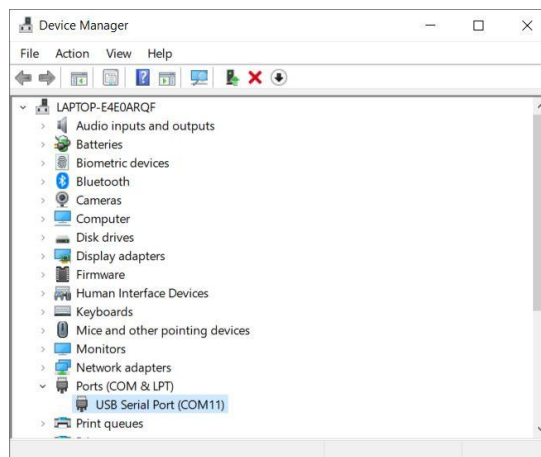 Device Manager
File Action View Help
LAPTOP-E4E0ARQF
Audio inputs and outputs
Batteries
Biometric devices
Bluetooth
Cameras
Computer
Disk drives
Display adapters
Firmware
Human Interface Devices
Keyboards
Mice and other pointing devices
Monitors
Network adapters
Ports (COM & LPT)
USB Serial Port (COM11)
Print queues